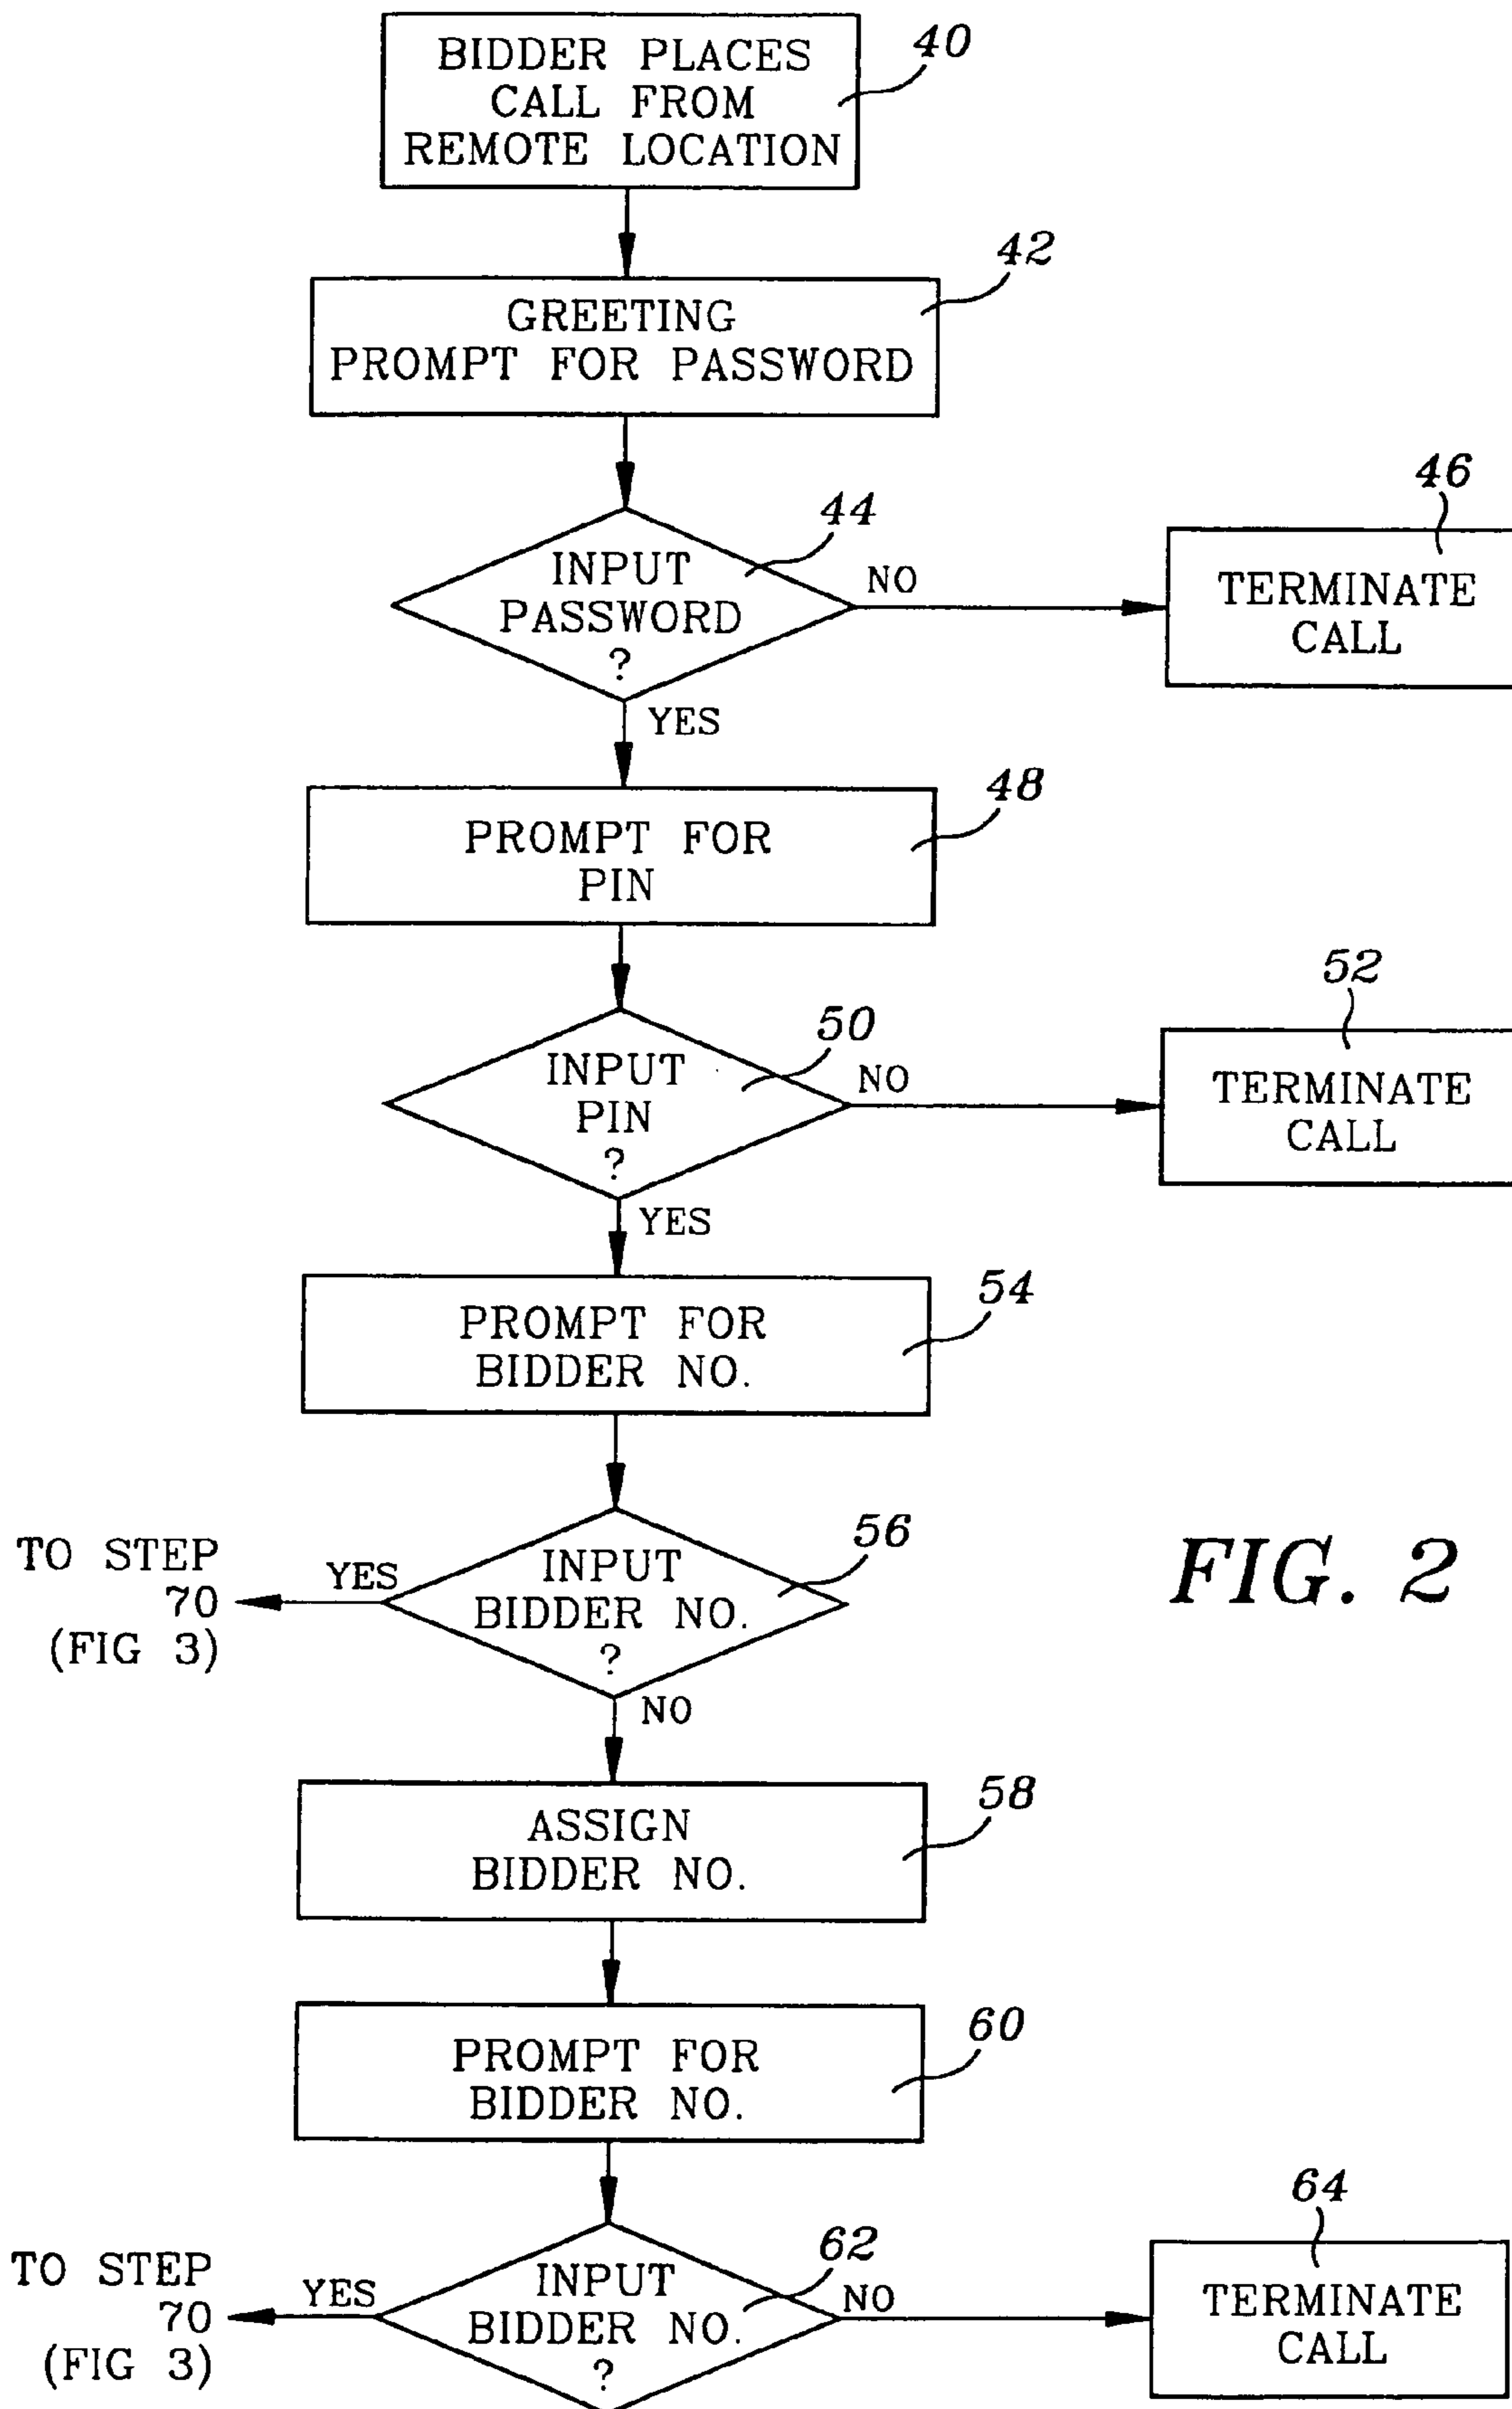 BIDDER PLACES
CALL FROM
REMOTE LOCATION
40
GREETING
PROMPT FOR PASSWORD
42
INPUT
PASSWORD
?
44
NO
TERMINATE
CALL
46
YES
PROMPT FOR
PIN
48
INPUT
PIN
?
50
NO
TERMINATE
CALL
52
YES
PROMPT FOR
BIDDER NO.
54
INPUT
BIDDER NO.
?
56
YES
TO STEP
70
(FIG 3)
FIG. 2
NO
ASSIGN
BIDDER NO.
58
PROMPT FOR
BIDDER NO.
60
INPUT
BIDDER NO.
?
62
YES
TO STEP
70
(FIG 3)
NO
TERMINATE
CALL
64